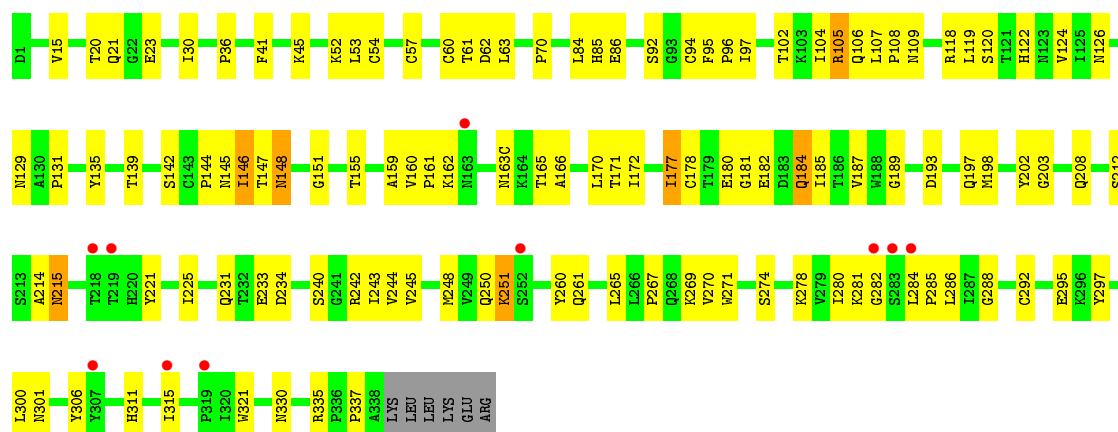 D1 V15 T20 Q21 G22 E23 I30 P36 F41 K45 K52 L53 C54 C57 C60 T61 D62 L63 P70 L84 H85 E86 S92 G93 C94 F95 P96 I97 T102 K103 I104 R105 Q106 L107 P108 N109 R118 L119 S120 T121 H122 N123 V124 I125 N126
N129 A130 P131 Y135 T139 S142 C143 P144 N145 I146 T147 N148 G151 T155 A159 V160 P161 K162 N163 N163C K164 T165 A166 L170 T171 I172 I177 C178 T179 E180 G181 E182 D183 Q184 I185 T186 V187 W188 G189 D193 Q197 M198 Y202 G203 Q208 S212
S213 A214 N215 T218 T219 H220 Y221 I225 Q231 T232 E233 D234 S240 G241 R242 I243 V244 V245 M248 V249 Q250 K251 S252 Y260 Q261 L265 L266 P267 Q268 K269 V270 W271 S274 K278 V279 I280 K281 G282 S283 L284 P285 L286 I287 G288 C292 E295 K296 Y297
L300 N301 Y306 Y307 H311 I315 P319 I320 W321 N330 R335 P336 P337 A338 LYS LEU LEU LYS GLU ARG